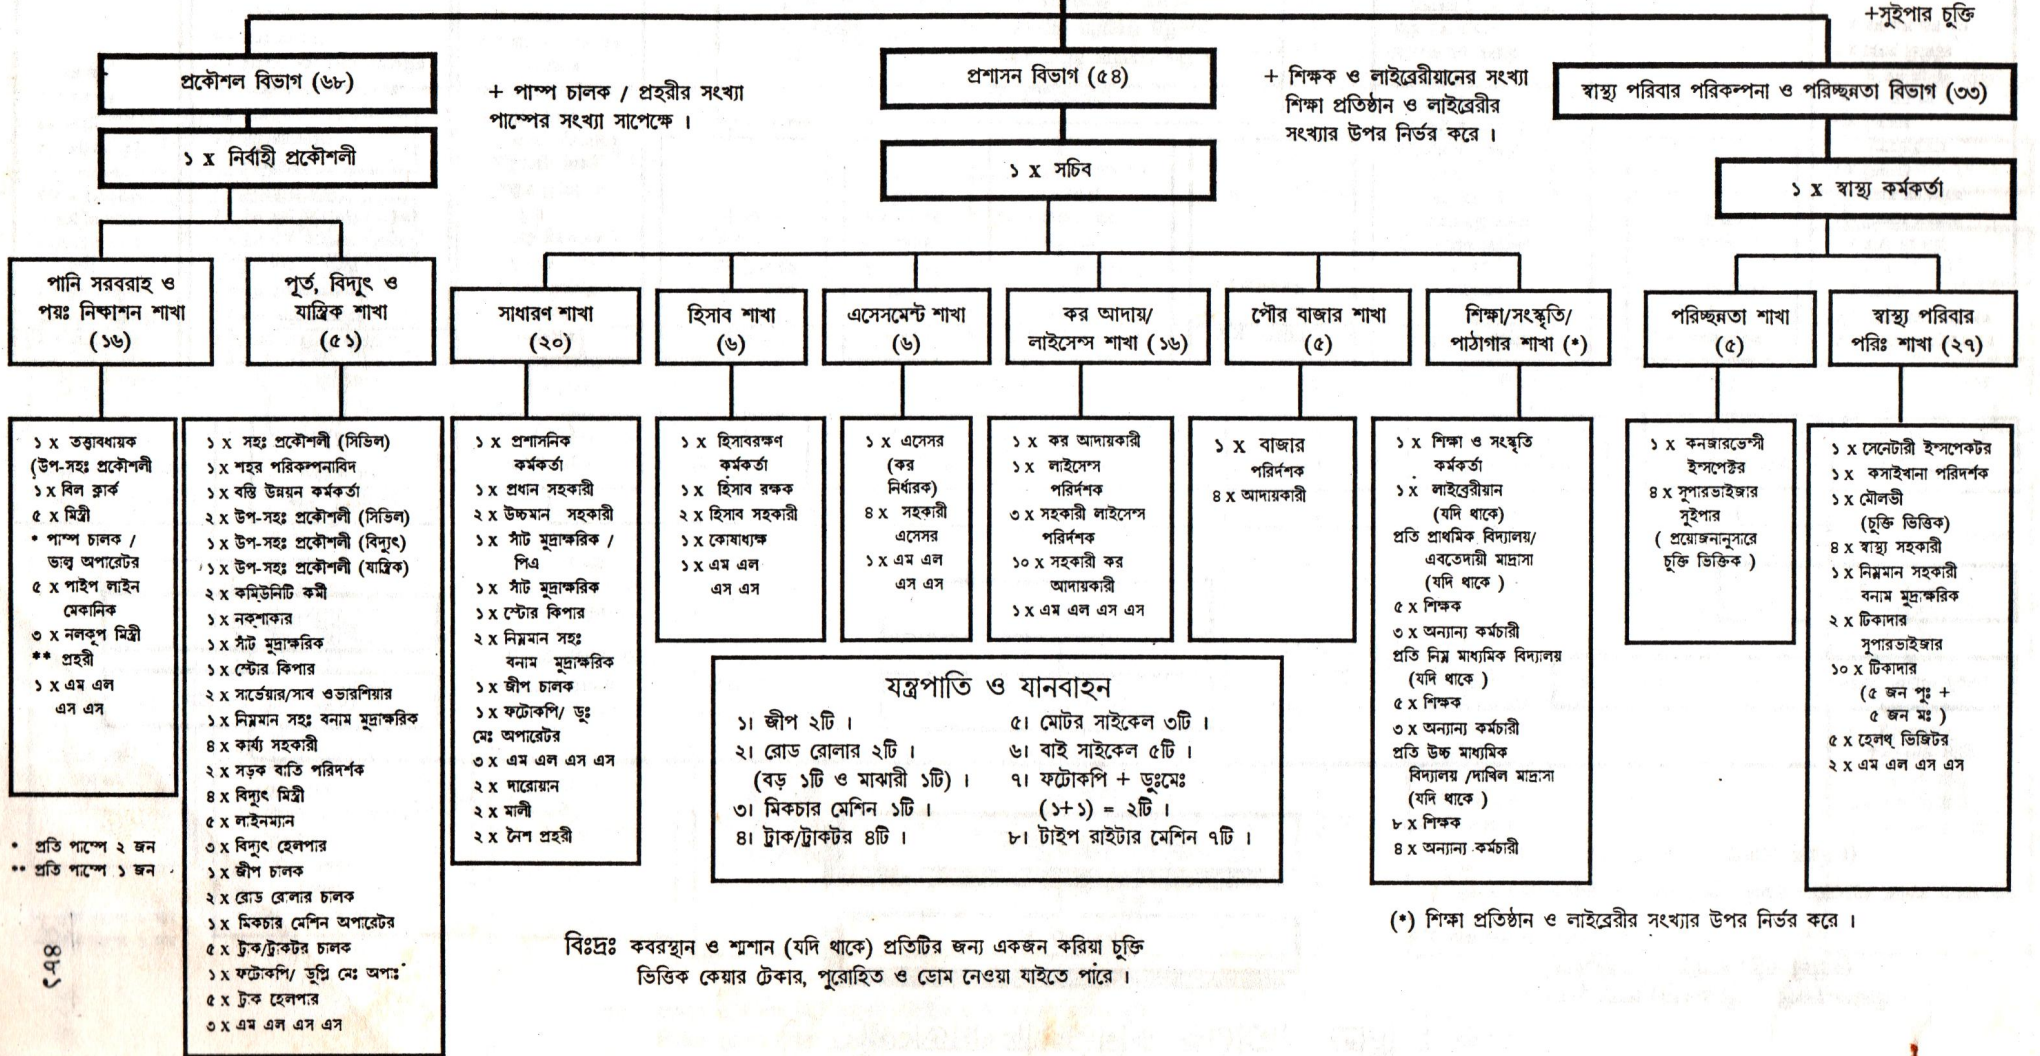 +সুইপার চুক্তি
প্রকৌশল বিভাগ (৬৮)
+ পাম্প চালক / প্রহরীর সংখ্যা
পাম্পের সংখ্যা সাপেক্ষে ।
প্রশাসন বিভাগ (৫৪)
+ শিক্ষক ও লাইব্রেরীয়ানের সংখ্যা
শিক্ষা প্রতিষ্ঠান ও লাইব্রেরীর
সংখ্যার উপর নির্ভর করে ।
স্বাস্থ্য পরিবার পরিকল্পনা ও পরিচ্ছন্নতা বিভাগ (৩৩)
১ x নির্বাহী প্রকৌশলী
১ x সচিব
১ x স্বাস্থ্য কর্মকর্তা
পানি সরবরাহ ও
পয়ঃ নিষ্কাশন শাখা
(১৬)
পূর্ত, বিদ্যুৎ ও
যান্ত্রিক শাখা
(৫১)
সাধারণ শাখা
(২০)
হিসাব শাখা
(৬)
এসেসমেন্ট শাখা
(৬)
কর আদায়/
লাইসেন্স শাখা (১৬)
পৌর বাজার শাখা
(৫)
শিক্ষা/সংস্কৃতি/
পাঠাগার শাখা (*)
পরিচ্ছন্নতা শাখা
(৫)
স্বাস্থ্য পরিবার
পরিঃ শাখা (২৭)
১ x তত্ত্বাবধায়ক
(উপ-সহঃ প্রকৌশলী
১ x বিল ক্লার্ক
৫ x মিস্ত্রী
* পাম্প চালক /
ভাল্ব অপারেটর
৫ x পাইপ লাইন
মেকানিক
৩ x নলকূপ মিস্ত্রী
** প্রহরী
১ x এম এল
এস এস
* প্রতি পাম্পে ২ জন
** প্রতি পাম্পে ১ জন
১ x সহঃ প্রকৌশলী (সিভিল)
১ x শহর পরিকল্পনাবিদ
১ x বস্তি উন্নয়ন কর্মকর্তা
২ x উপ-সহঃ প্রকৌশলী (সিভিল)
১ x উপ-সহঃ প্রকৌশলী (বিদ্যুৎ)
১ x উপ-সহঃ প্রকৌশলী (যান্ত্রিক)
২ x কমিউনিটি কর্মী
১ x নকশাকার
১ x সাঁট মুদ্রাক্ষরিক
১ x স্টোর কিপার
২ x সার্ভেয়ার/সাব ওভারশিয়ার
১ x নিম্নমান সহঃ বনাম মুদ্রাক্ষরিক
৪ x কার্য্য সহকারী
২ x সড়ক বাতি পরিদর্শক
৪ x বিদ্যুৎ মিস্ত্রী
৫ x লাইনম্যান
৩ x বিদ্যুৎ হেলপার
১ x জীপ চালক
২ x রোড রোলার চালক
১ x মিকচার মেশিন অপারেটর
৫ x ট্রাক/ট্রাকটর চালক
১ x ফটোকপি/ ডুপ্লি মেঃ অপাঃ
৫ x ট্রাক হেলপার
৩ x এম এল এস এস
১ x প্রশাসনিক
কর্মকর্তা
১ x প্রধান সহকারী
২ x উচ্চমান সহকারী
১ x সাঁট মুদ্রাক্ষরিক /
পিএ
১ x সাঁট মুদ্রাক্ষরিক
১ x স্টোর কিপার
২ x নিম্নমান সহঃ
বনাম মুদ্রাক্ষরিক
১ x জীপ চালক
১ x ফটোকপি/ ডুঃ
মেঃ অপারেটর
৩ x এম এল এস এস
২ x দারোয়ান
২ x মালী
২ x নৈশ প্রহরী
১ x হিসাবরক্ষণ
কর্মকর্তা
১ x হিসাব রক্ষক
২ x হিসাব সহকারী
১ x কোষাধ্যক্ষ
১ x এম এল
এস এস
১ x এসেসর
(কর
নির্ধারক)
৪ x সহকারী
এসেসর
১ x এম এল
এস এস
১ x কর আদায়কারী
১ x লাইসেন্স
পরিদর্শক
৩ x সহকারী লাইসেন্স
পরিদর্শক
১০ x সহকারী কর
আদায়কারী
১ x এম এল এস এস
১ x বাজার
পরিদর্শক
৪ x আদায়কারী
১ x শিক্ষা ও সংস্কৃতি
কর্মকর্তা
১ x লাইব্রেরীয়ান
(যদি থাকে)
প্রতি প্রাথমিক বিদ্যালয়/
এবতেদায়ী মাদ্রাসা
(যদি থাকে )
৫ x শিক্ষক
৩ x অন্যান্য কর্মচারী
প্রতি নিম্ন মাধ্যমিক বিদ্যালয়
(যদি থাকে )
৫ x শিক্ষক
৩ x অন্যান্য কর্মচারী
প্রতি উচ্চ মাধ্যমিক
বিদ্যালয় /দাখিল মাদ্রাসা
(যদি থাকে )
৮ x শিক্ষক
৪ x অন্যান্য কর্মচারী
১ x কনজারভেন্সী
ইন্সপেক্টর
৪ x সুপারভাইজার
সুইপার
( প্রয়োজনানুসারে
চুক্তি ভিত্তিক )
১ x সেনেটারী ইন্সপেকটর
১ x কসাইখানা পরিদর্শক
১ x মৌলভী
(চুক্তি ভিত্তিক)
৪ x স্বাস্থ্য সহকারী
১ x নিম্নমান সহকারী
বনাম মুদ্রাক্ষরিক
২ x টিকাদার
সুপারভাইজার
১০ x টিকাদার
(৫ জন পুঃ +
৫ জন মঃ )
৫ x হেলথ্ ভিজিটর
২ x এম এল এস এস
যন্ত্রপাতি ও যানবাহন
১। জীপ ২টি ।
২। রোড রোলার ২টি ।
(বড় ১টি ও মাঝারী ১টি) ।
৩। মিকচার মেশিন ১টি ।
৪। ট্রাক/ট্রাকটর ৪টি ।
৫। মোটর সাইকেল ৩টি ।
৬। বাই সাইকেল ৫টি ।
৭। ফটোকপি + ডুঃমেঃ
(১+১) = ২টি ।
৮। টাইপ রাইটার মেশিন ৭টি ।
(*) শিক্ষা প্রতিষ্ঠান ও লাইব্রেরীর সংখ্যার উপর নির্ভর করে ।
বিঃদ্রঃ কবরস্থান ও শ্মশান (যদি থাকে) প্রতিটির জন্য একজন করিয়া চুক্তি
ভিত্তিক কেয়ার টেকার, পুরোহিত ও ডোম নেওয়া যাইতে পারে ।